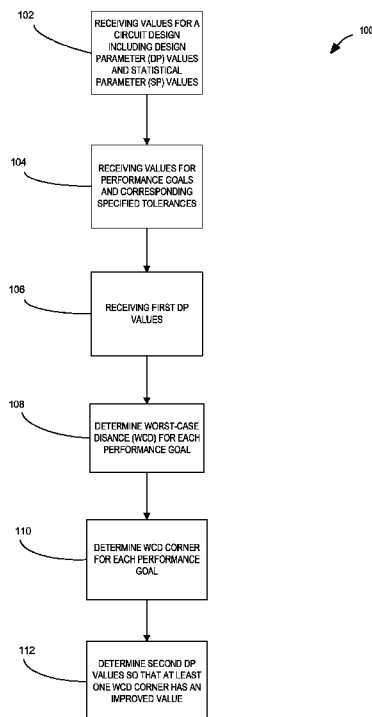 100
102
RECEIVING VALUES FOR A
CIRCUIT DESIGN
INCLUDING DESIGN
PARAMETER (DP) VALUES
AND STATISTICAL
PARAMETER (SP) VALUES
104
RECEIVING VALUES FOR
PERFORMANCE GOALS
AND CORRESPONDING
SPECIFIED TOLERANCES
106
RECEIVING FIRST DP
VALUES
108
DETERMINE WORST-CASE
DISANCE (WCD) FOR EACH
PERFORMANCE GOAL
110
DETERMINE WCD CORNER
FOR EACH PERFORMANCE
GOAL
112
DETERMINE SECOND DP
VALUES SO THAT AT LEAST
ONE WCD CORNER HAS AN
IMPROVED VALUE